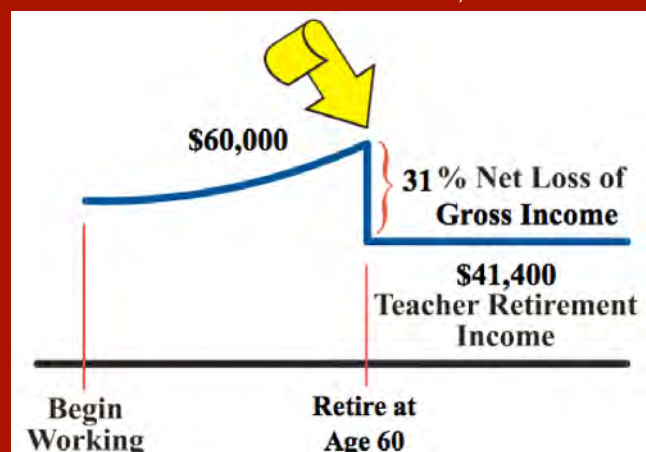 $60,000
31% Net Loss of
Gross Income
$41,400
Teacher Retirement
Income
Begin
Working
Retire at
Age 60